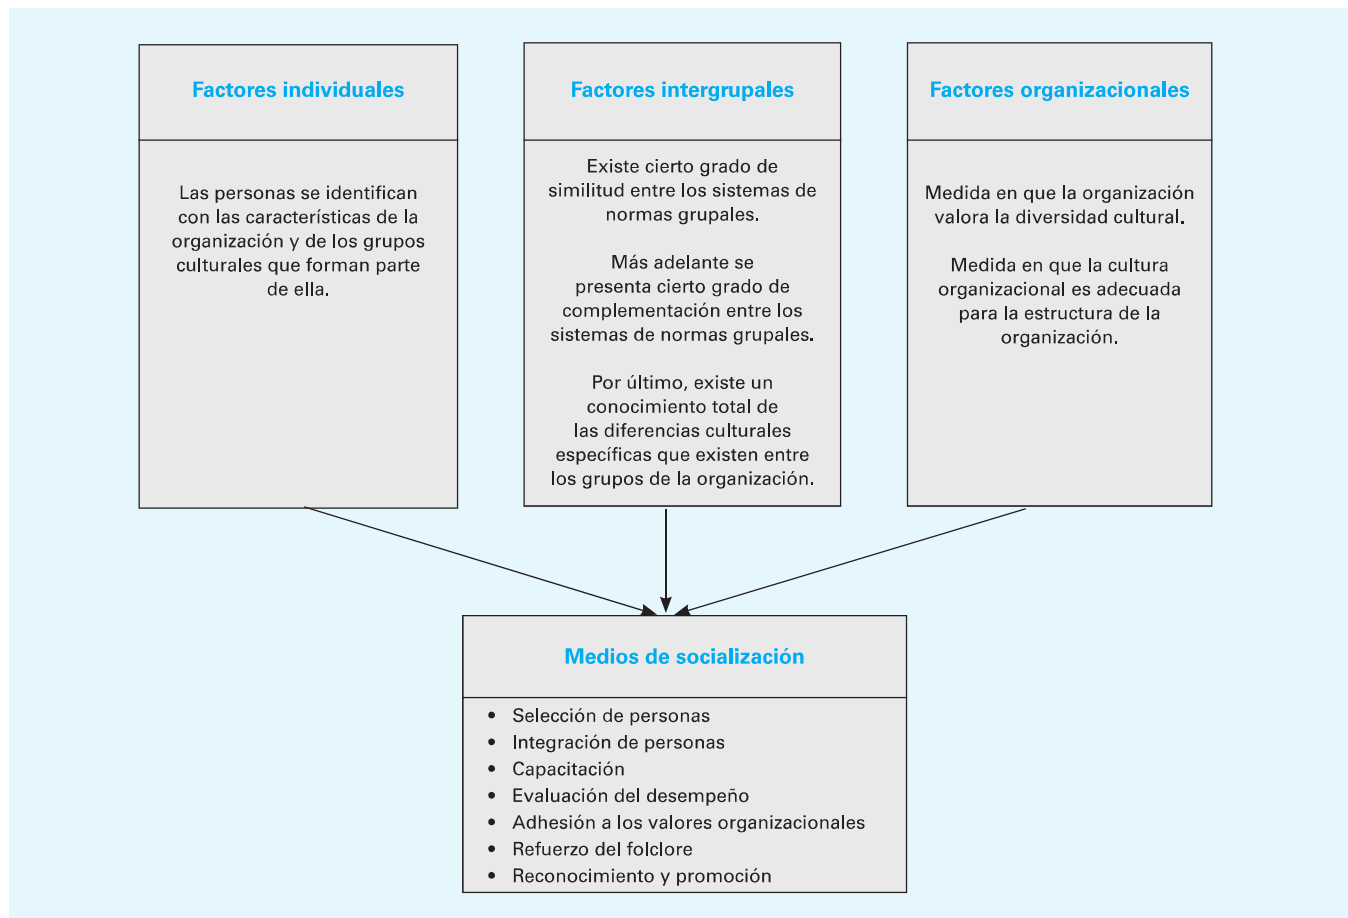 Factores individuales
Las personas se identifican
con las características de la
organización y de los grupos
culturales que forman parte
de ella.
Factores intergrupales
Existe cierto grado de
similitud entre los sistemas de
normas grupales.
Más adelante se
presenta cierto grado de
complementación entre los
sistemas de normas grupales.
Por último, existe un
conocimiento total de
las diferencias culturales
específicas que existen entre
los grupos de la organización.
Factores organizacionales
Medida en que la organización
valora la diversidad cultural.
Medida en que la cultura
organizacional es adecuada
para la estructura de la
organización.
Medios de socialización
• Selección de personas
• Integración de personas
• Capacitación
• Evaluación del desempeño
• Adhesión a los valores organizacionales
• Refuerzo del folclore
• Reconocimiento y promoción